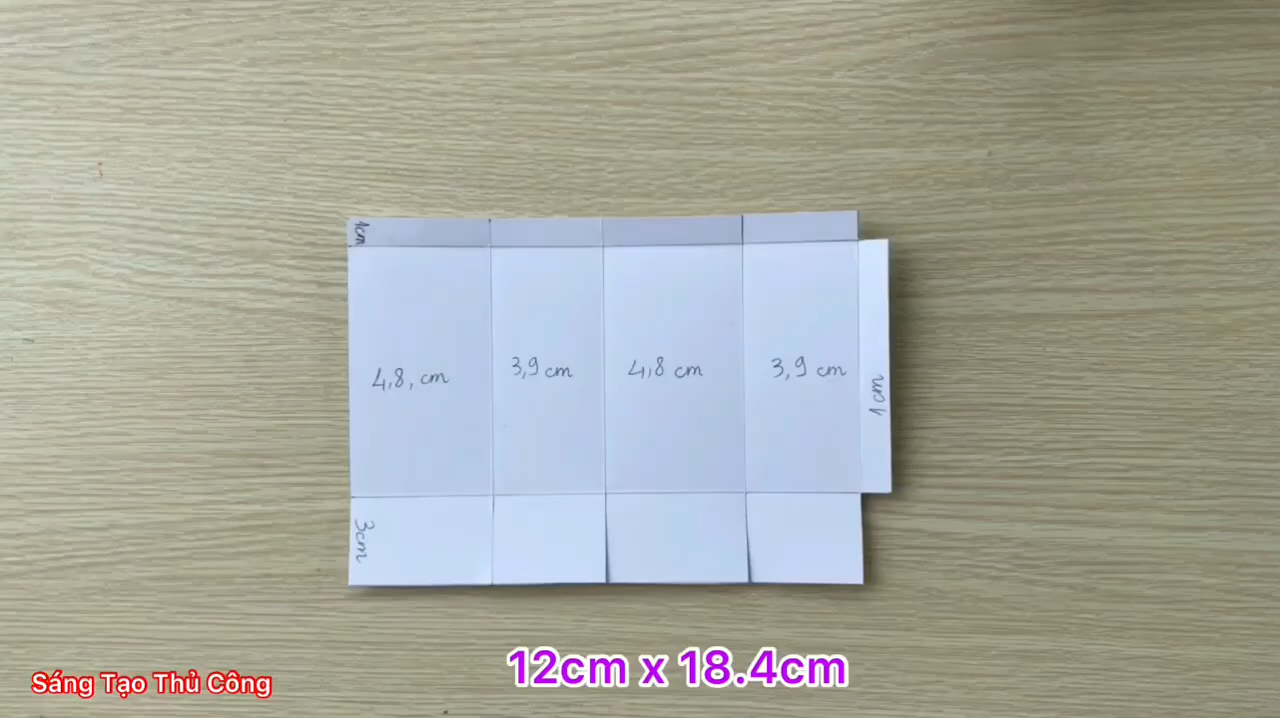 1cm
4,8, cm
3,9 cm
4,8 cm
3,9 cm
1cm
3cm
12cm x 18.4cm
Sáng Tạo Thủ Công